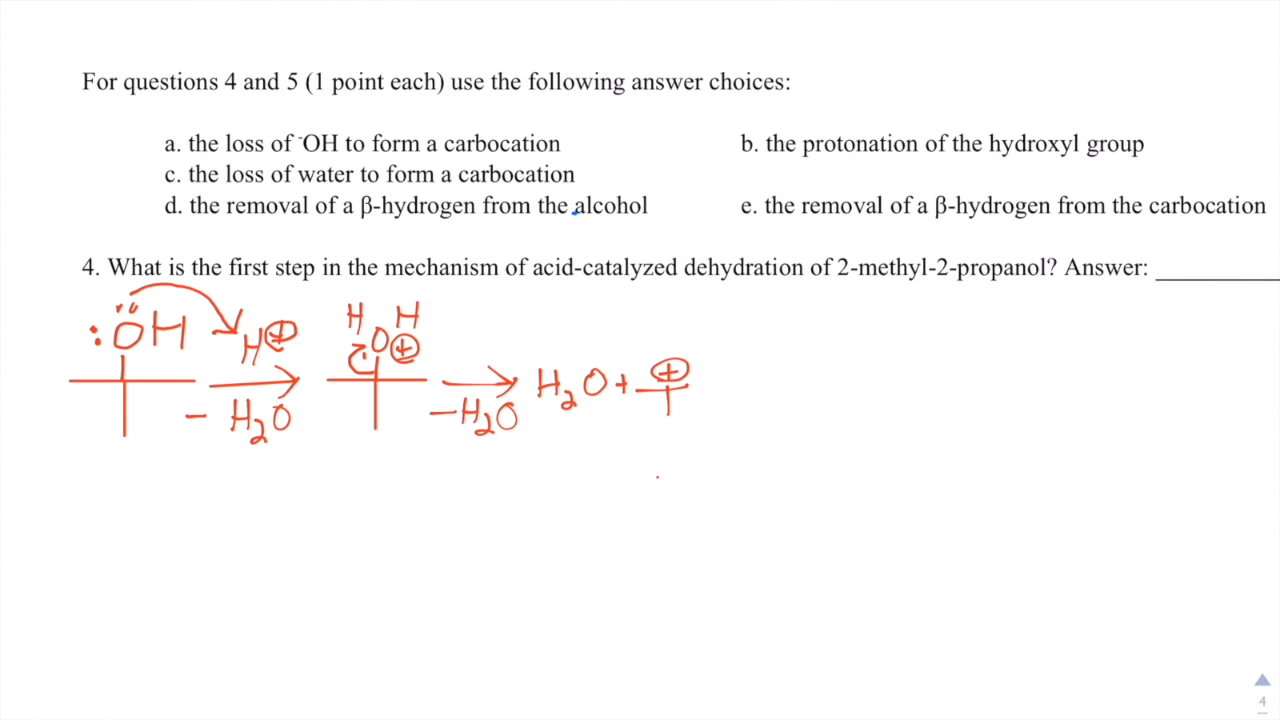 For questions 4 and 5 (1 point each) use the following answer choices:
a. the loss of ⁻OH to form a carbocation b. the protonation of the hydroxyl group
c. the loss of water to form a carbocation
d. the removal of a β-hydrogen from the alcohol e. the removal of a β-hydrogen from the carbocation
4. What is the first step in the mechanism of acid-catalyzed dehydration of 2-methyl-2-propanol? Answer: __________
:ÖH H⊕ H H O⊕ H₂O + ⊕
− H₂O −H₂O
4